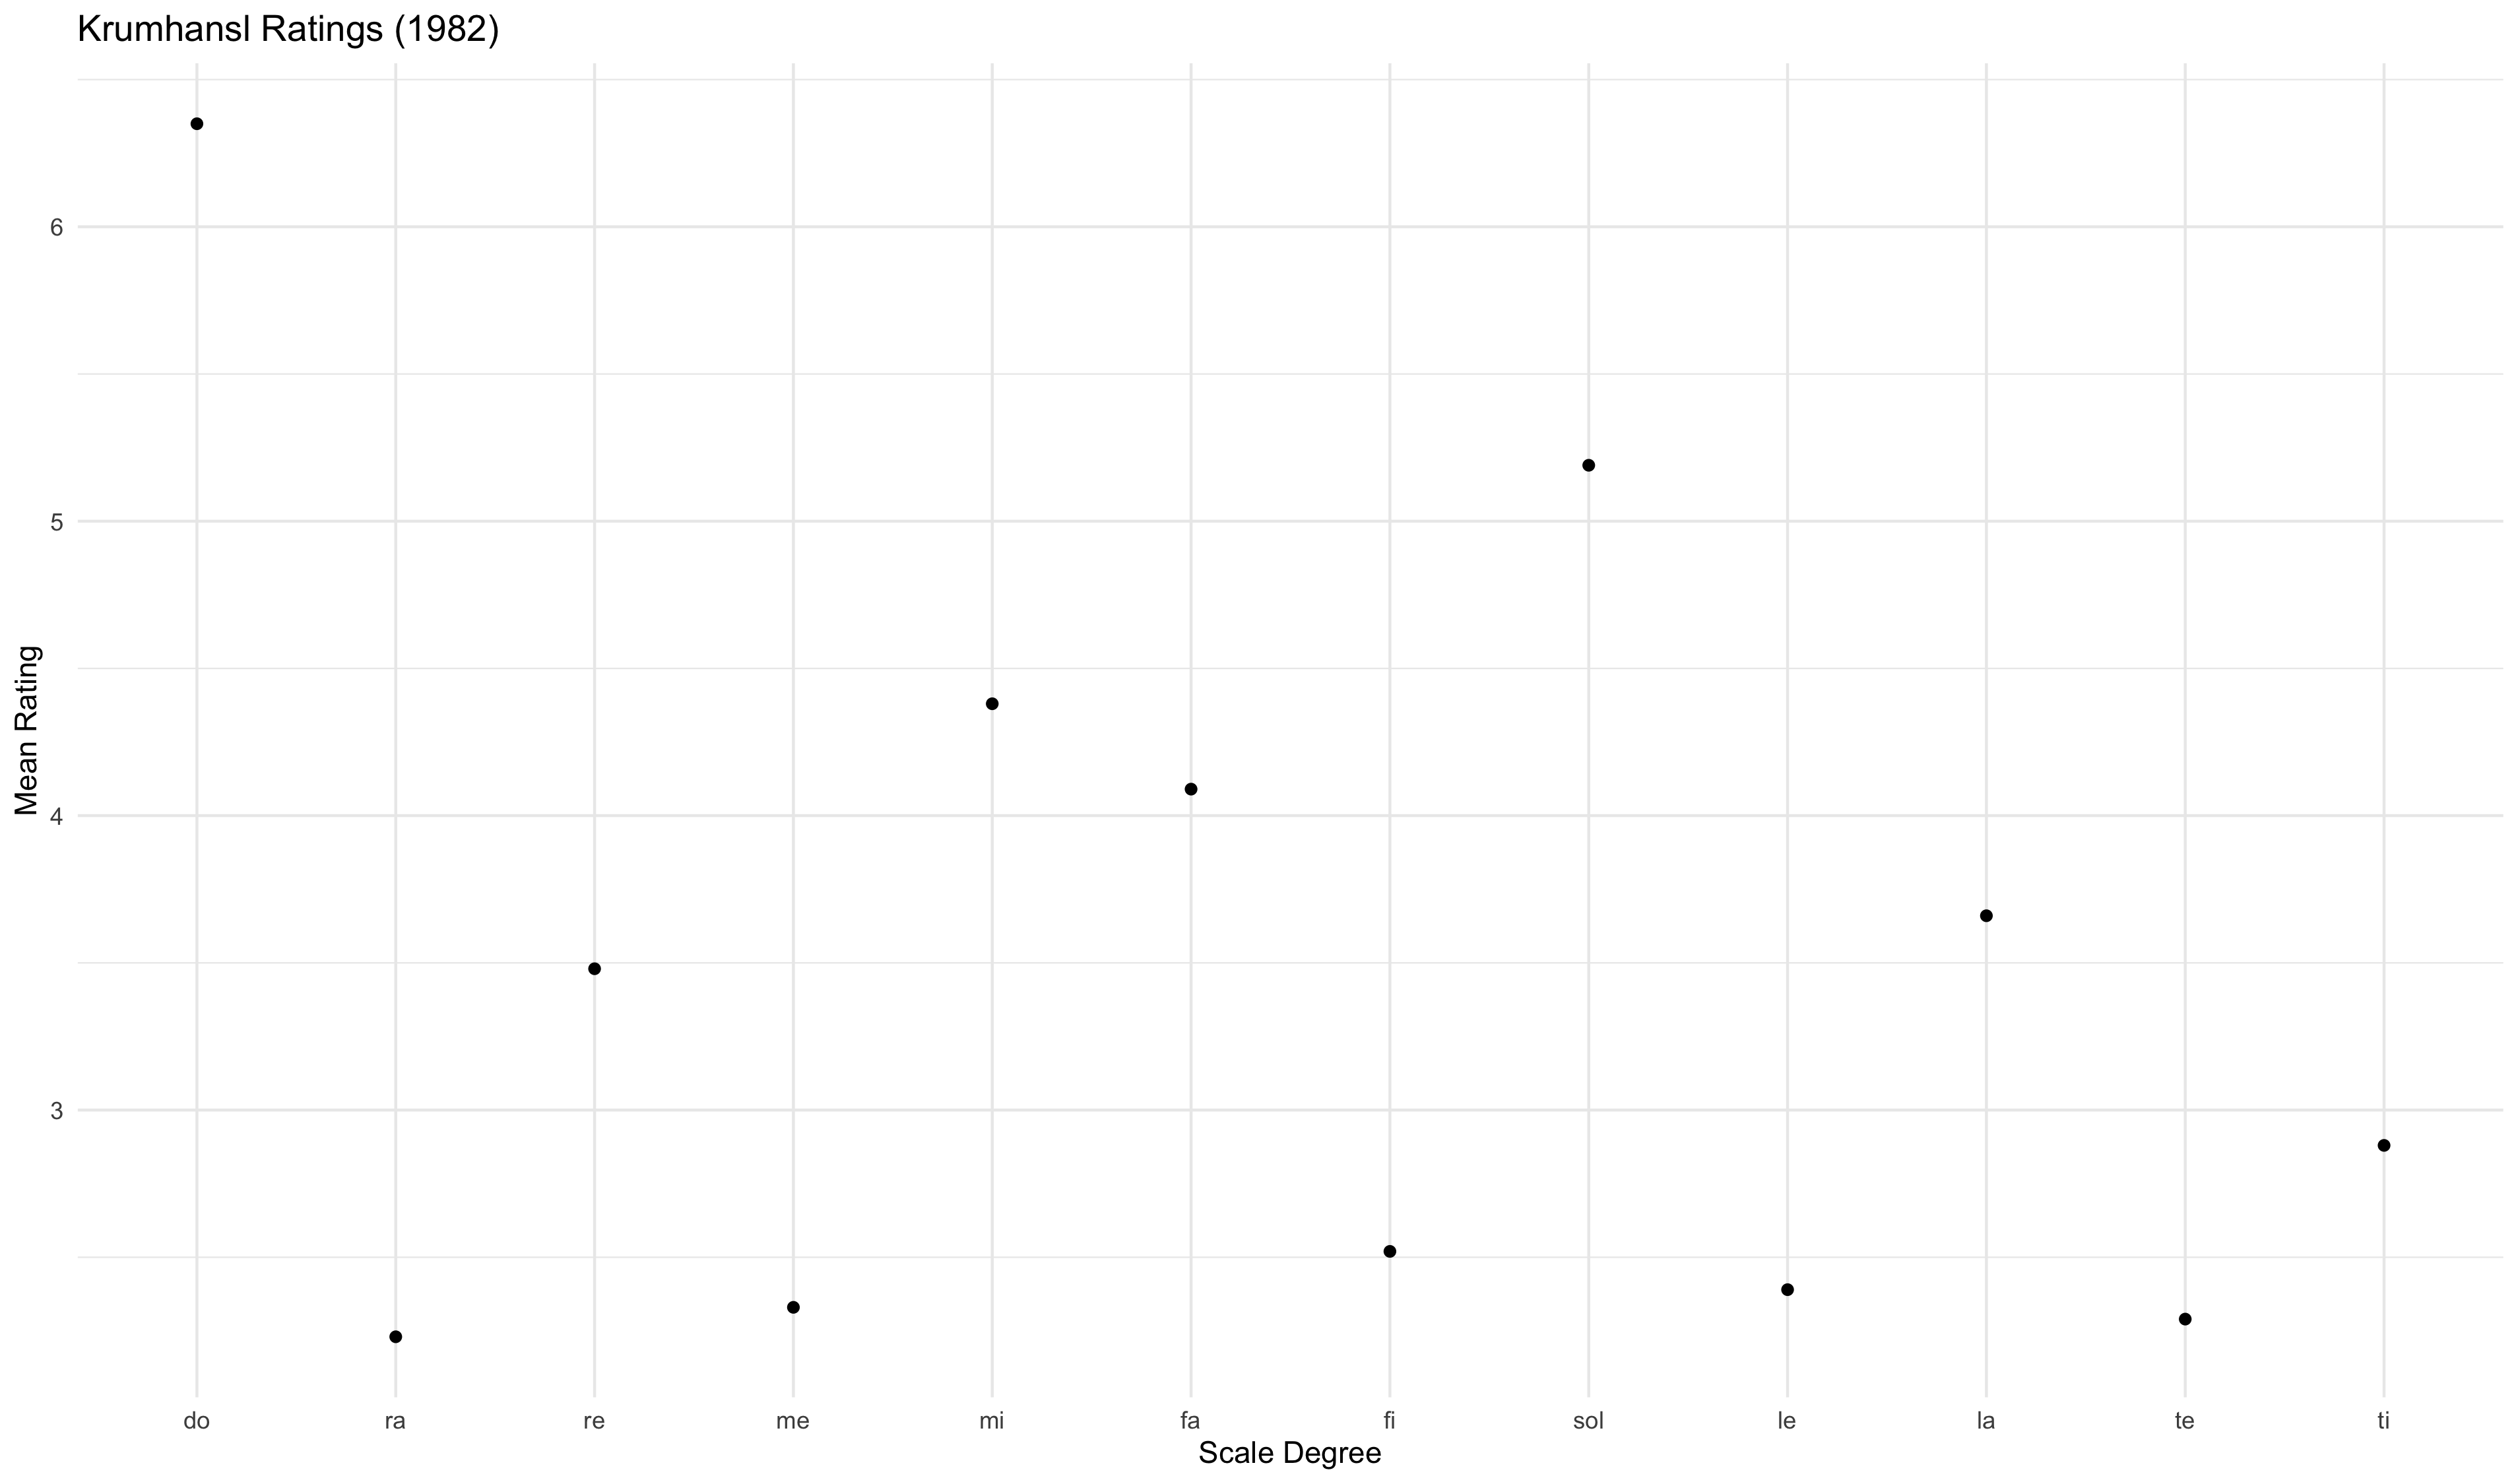 Krumhansl Ratings (1982)
Mean Rating
6
5
4
3
do ra re me mi fa fi sol le la te ti
Scale Degree